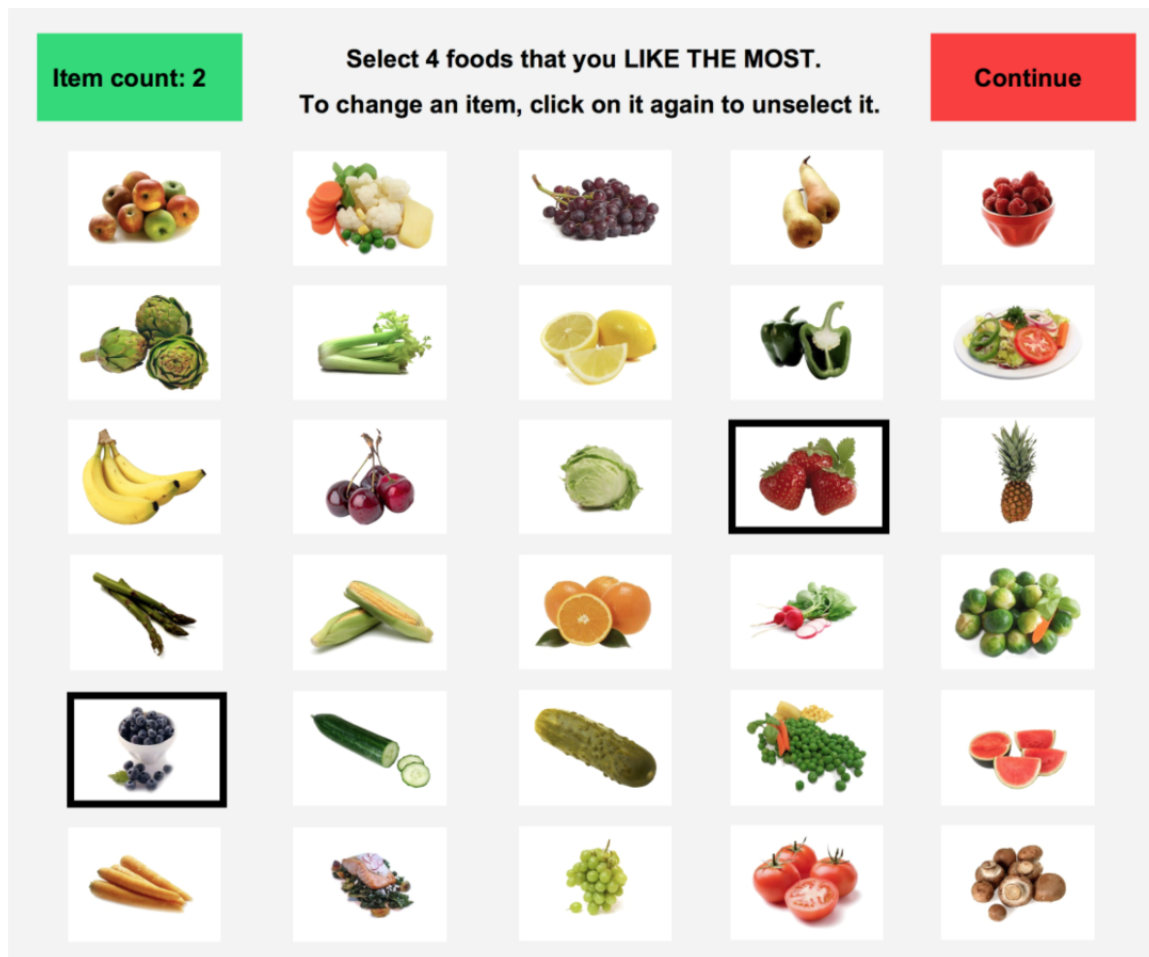 Item count: 2
Select 4 foods that you LIKE THE MOST.
To change an item, click on it again to unselect it.
Continue